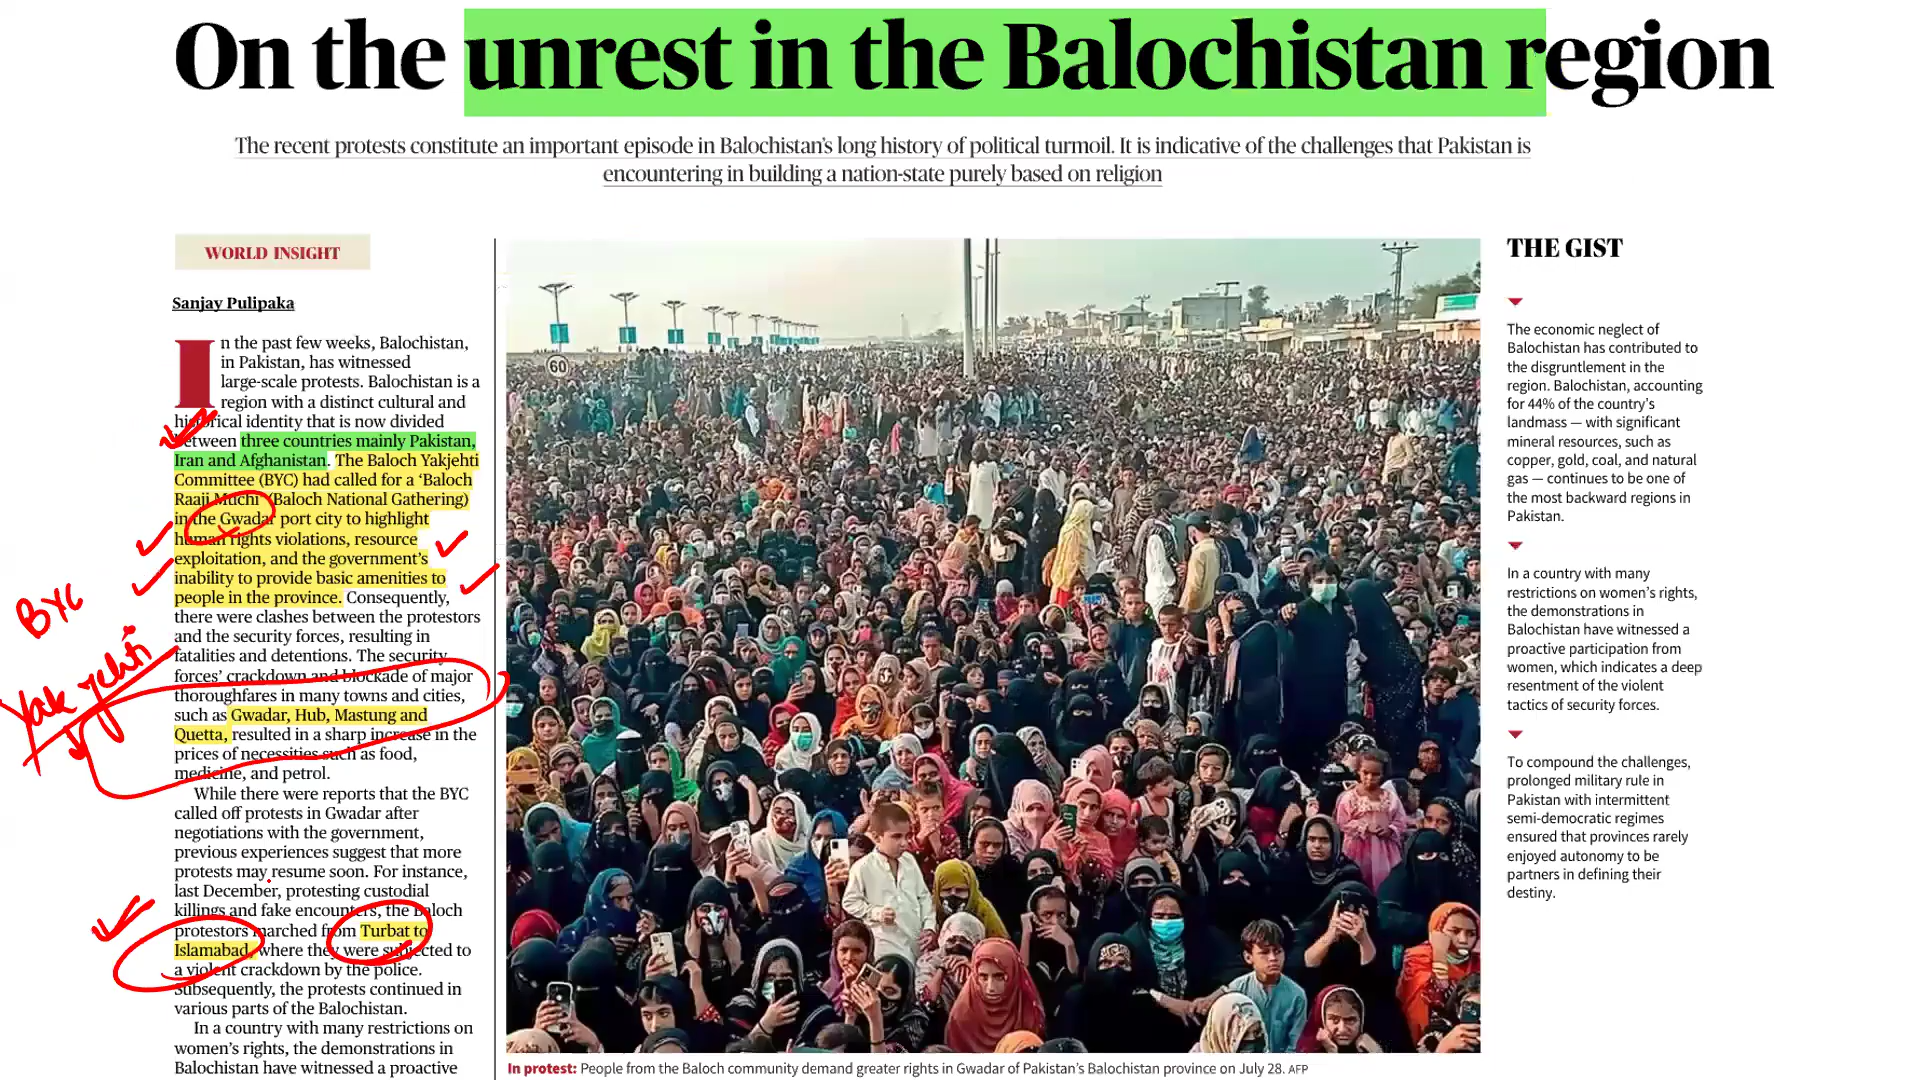 On the unrest in the Balochistan region
The recent protests constitute an important episode in Balochistan's long history of political turmoil. It is indicative of the challenges that Pakistan is
encountering in building a nation-state purely based on religion
WORLD INSIGHT
Sanjay Pulipaka
In the past few weeks, Balochistan,
in Pakistan, has witnessed
large-scale protests. Balochistan is a
region with a distinct cultural and
historical identity that is now divided
between three countries mainly Pakistan,
Iran and Afghanistan. The Baloch Yakjehti
Committee (BYC) had called for a 'Baloch
Raaji Muchi' (Baloch National Gathering)
in the Gwadar port city to highlight
human rights violations, resource
exploitation, and the government's
inability to provide basic amenities to
people in the province. Consequently,
there were clashes between the protestors
and the security forces, resulting in
fatalities and detentions. The security
forces' crackdown and blockade of major
thoroughfares in many towns and cities,
such as Gwadar, Hub, Mastung and
Quetta, resulted in a sharp increase in the
prices of necessities such as food,
medicine, and petrol.
While there were reports that the BYC
called off protests in Gwadar after
negotiations with the government,
previous experiences suggest that more
protests may resume soon. For instance,
last December, protesting custodial
killings and fake encounters, the Baloch
protestors marched from Turbat to
Islamabad, where they were subjected to
a violent crackdown by the police.
Subsequently, the protests continued in
various parts of the Balochistan.
In a country with many restrictions on
women's rights, the demonstrations in
Balochistan have witnessed a proactive
BYC
Yak jehti
60
In protest: People from the Baloch community demand greater rights in Gwadar of Pakistan's Balochistan province on July 28. AFP
THE GIST
The economic neglect of
Balochistan has contributed to
the disgruntlement in the
region. Balochistan, accounting
for 44% of the country's
landmass — with significant
mineral resources, such as
copper, gold, coal, and natural
gas — continues to be one of
the most backward regions in
Pakistan.
In a country with many
restrictions on women's rights,
the demonstrations in
Balochistan have witnessed a
proactive participation from
women, which indicates a deep
resentment of the violent
tactics of security forces.
To compound the challenges,
prolonged military rule in
Pakistan with intermittent
semi-democratic regimes
ensured that provinces rarely
enjoyed autonomy to be
partners in defining their
destiny.